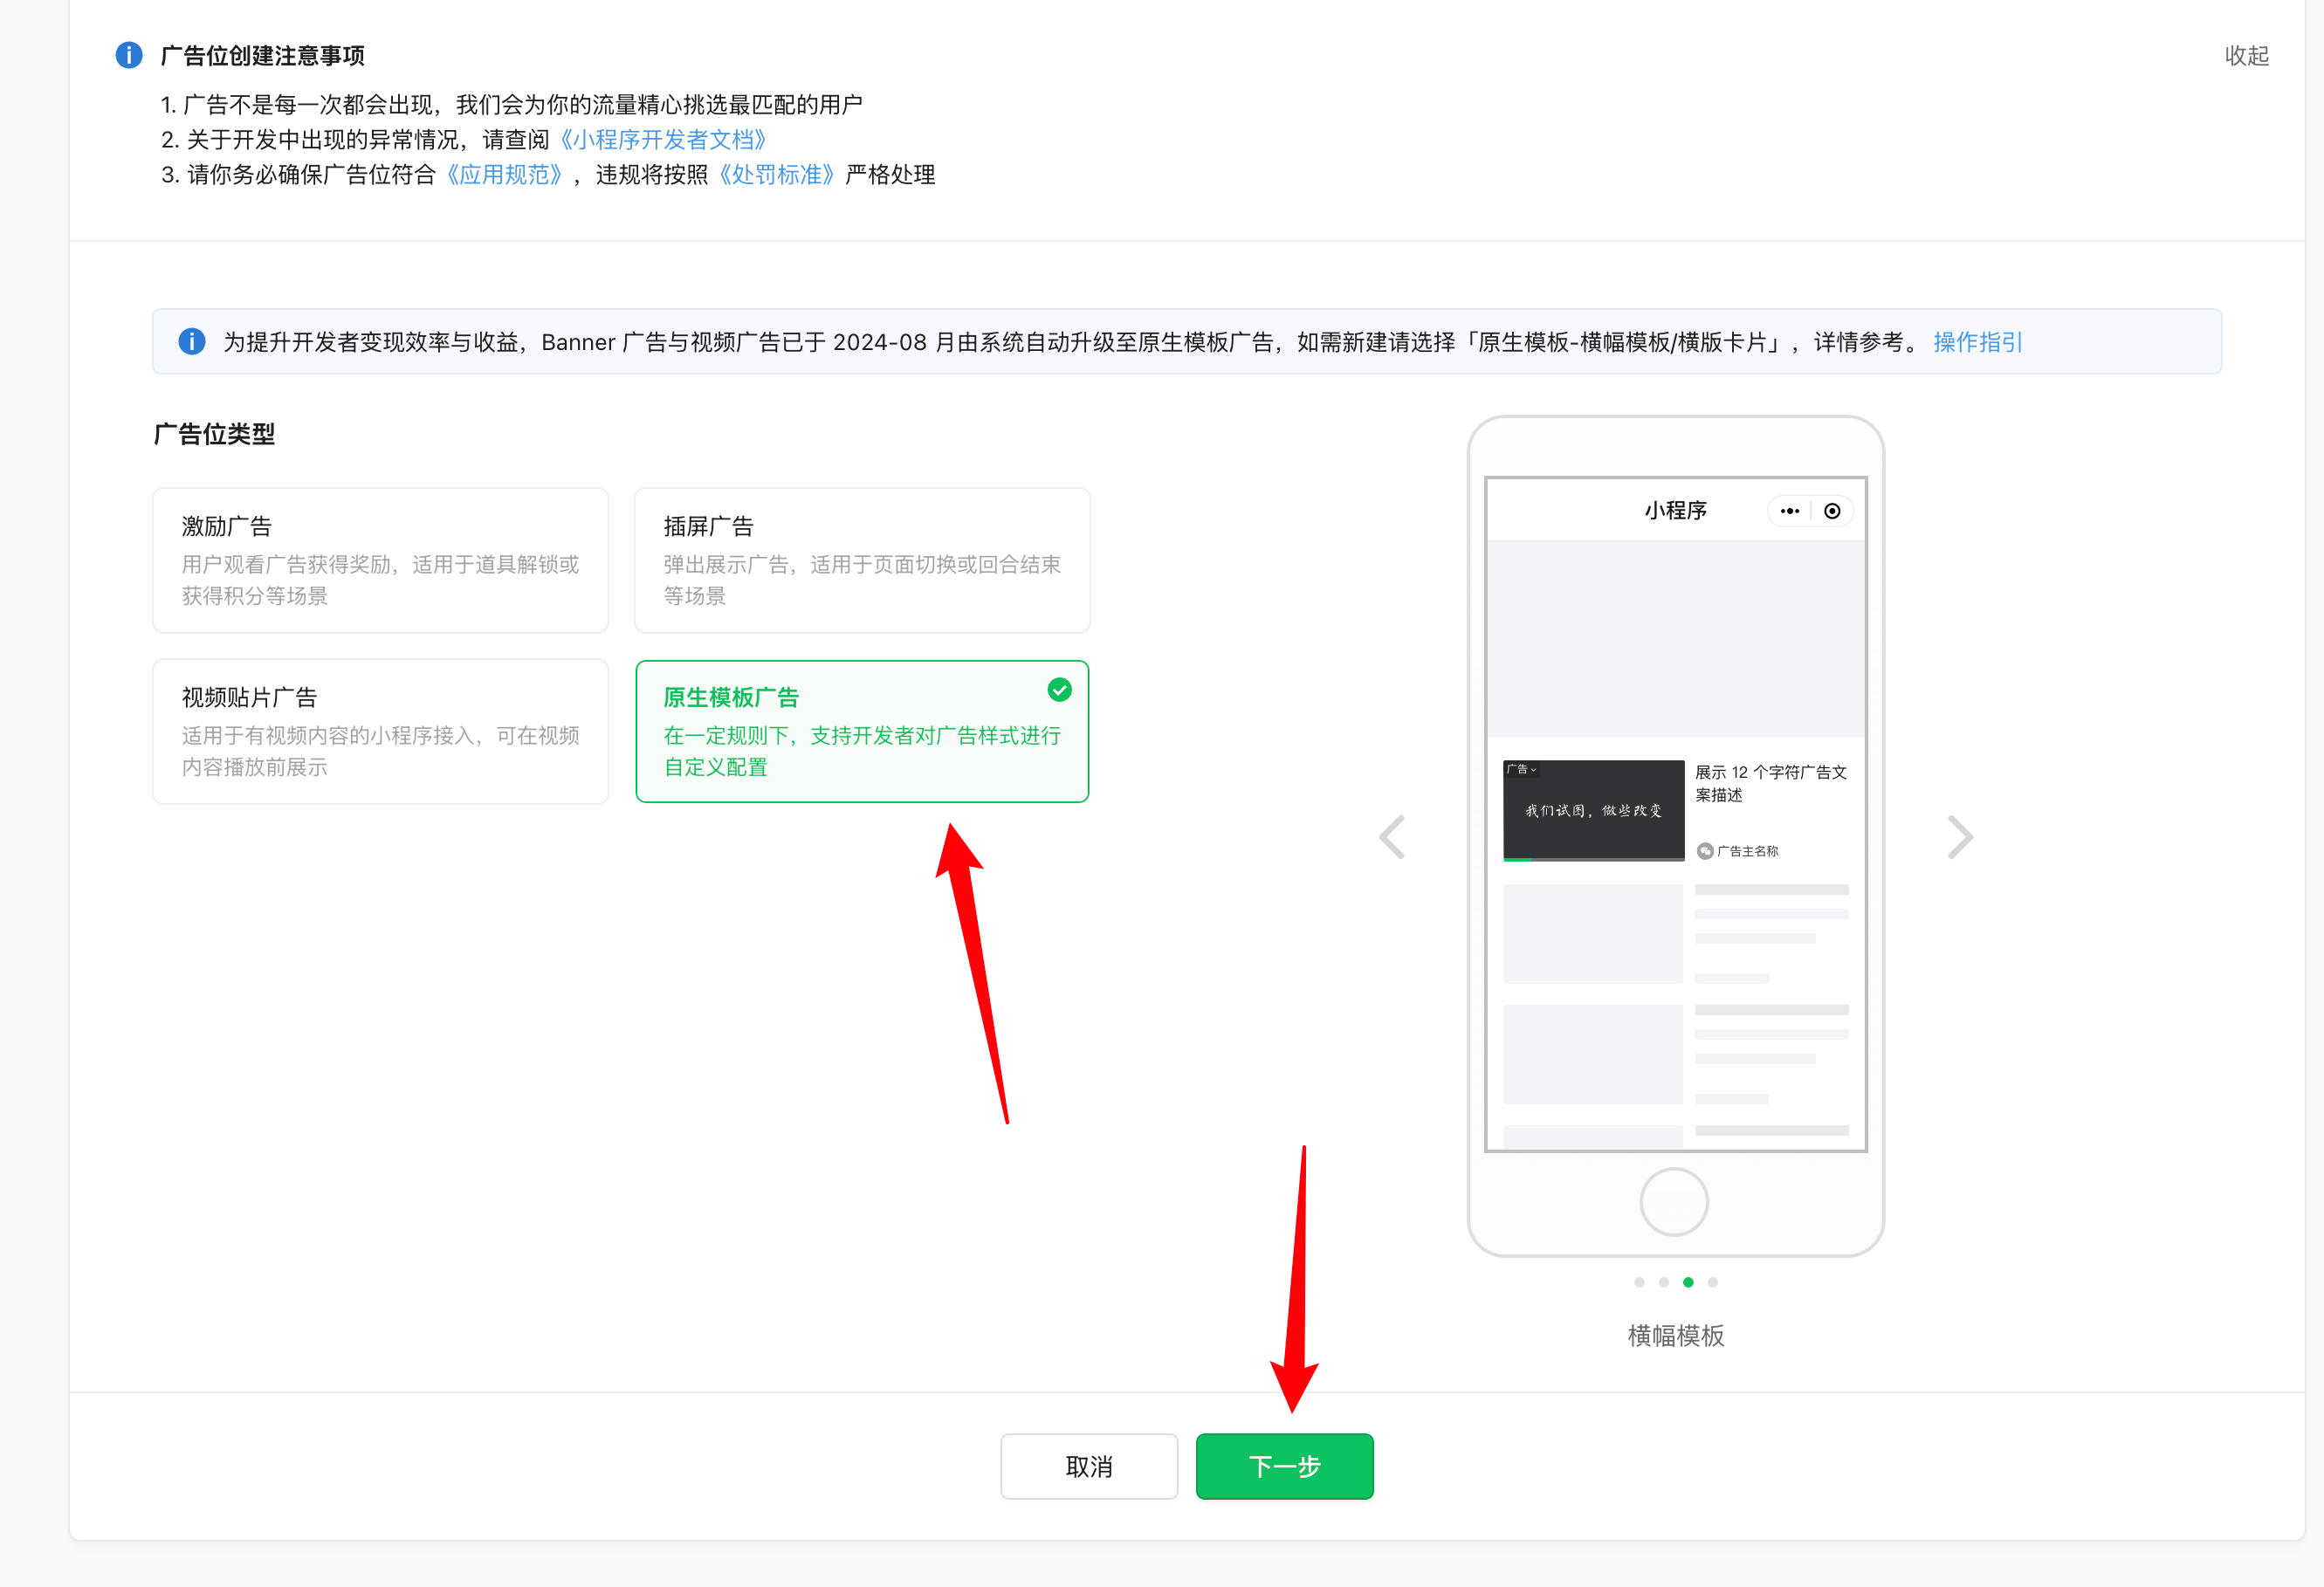 广告位创建注意事项
收起
1. 广告不是每一次都会出现，我们会为你的流量精心挑选最匹配的用户
2. 关于开发中出现的异常情况，请查阅《小程序开发者文档》
3. 请你务必确保广告位符合《应用规范》，违规将按照《处罚标准》严格处理
为提升开发者变现效率与收益，Banner 广告与视频广告已于 2024-08 月由系统自动升级至原生模板广告，如需新建请选择「原生模板-横幅模板/横版卡片」，详情参考。 操作指引
广告位类型
激励广告
用户观看广告获得奖励，适用于道具解锁或
获得积分等场景
插屏广告
弹出展示广告，适用于页面切换或回合结束
等场景
视频贴片广告
适用于有视频内容的小程序接入，可在视频
内容播放前展示
原生模板广告
在一定规则下，支持开发者对广告样式进行
自定义配置
小程序
广告
我们试图，做些改变
展示 12 个字符广告文
案描述
广告主名称
横幅模板
取消
下一步